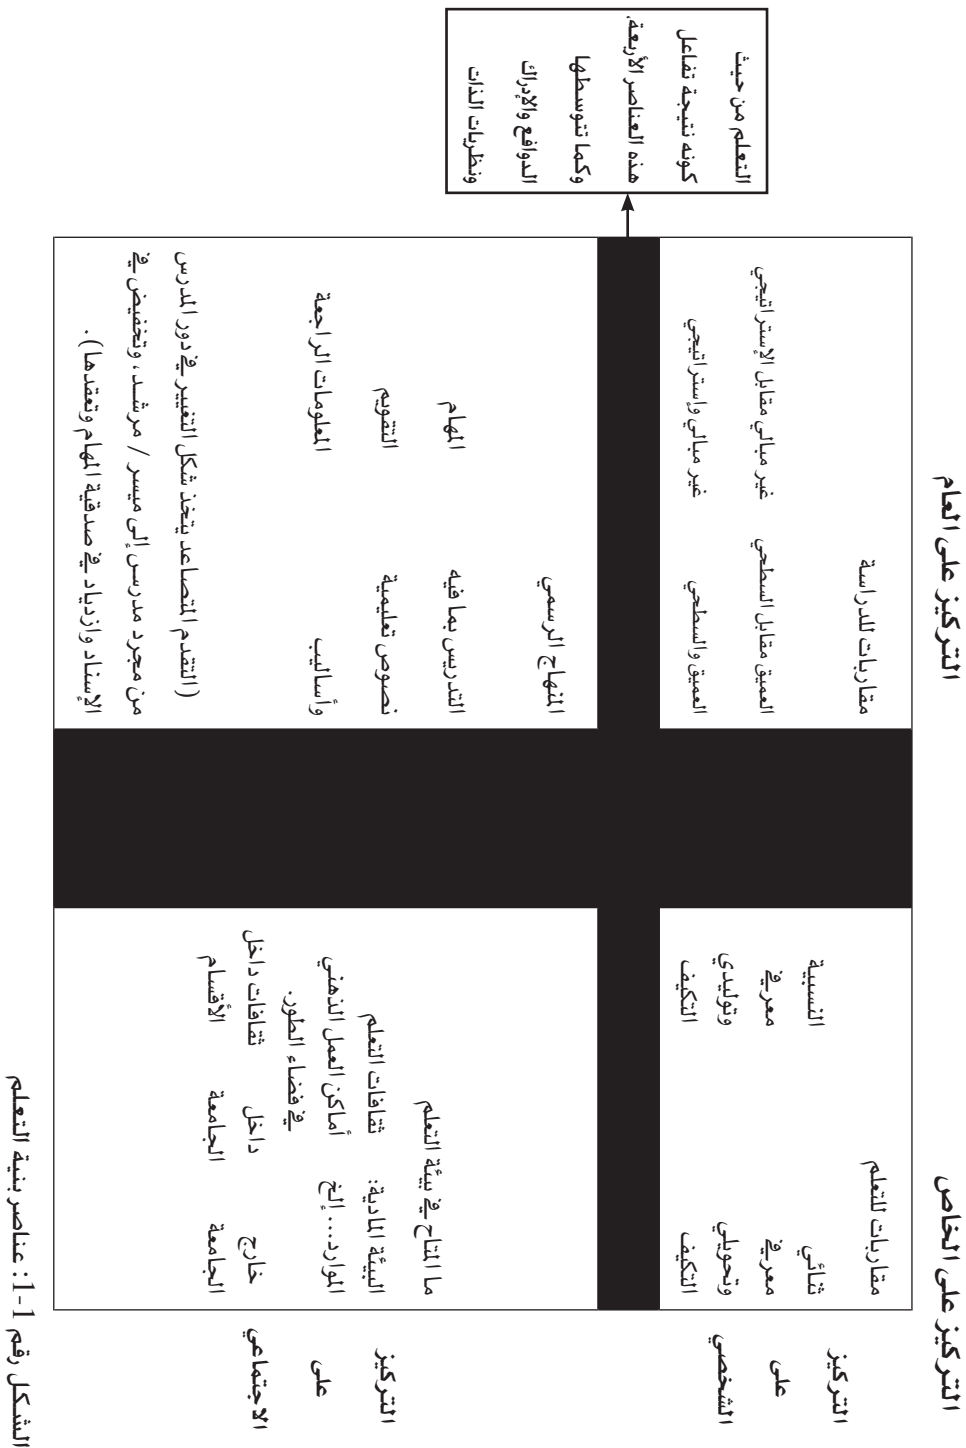 التركيز على الخاص
التركيز على العام
التركيز
على
الشخصي
مقاربات للتعلم
ثنائي النسبية
معرفي معرفي
وتحويلي وتوليدي
التكيف التكيف
مقاربات للدراسة
العميق مقابل السطحي غير مبالي مقابل الإستراتيجي
العميق والسطحي غير مبالي وإستراتيجي
التعلم من حيث
كونه نتيجة تفاعل
هذه العناصر الأربعة.
وكما تتوسطها
الدوافع والإدراك
ونظريات الذات
التركيز
على
الاجتماعي
ما المتاح في بيئة التعلم
البيئة المادية: ثقافات التعلم
الموارد... إلخ أماكن العمل الذهني
في فضاء الطور.
خارج داخل ثقافات داخل
الجامعة الجامعة الأقسام
المنهاج الرسمي
التدريس بما فيه المهام
نصوص تعليمية التقويم
وأساليب المعلومات الراجعة
(التقدم المتصاعد يتخذ شكل التغيير في دور المدرس
من مجرد مدرس إلى ميسر / مرشد، وتخفيض في
الإسناد وازدياد في صدقية المهام وتعقدها).
الشكل رقم 1-1: عناصر بنية التعلم